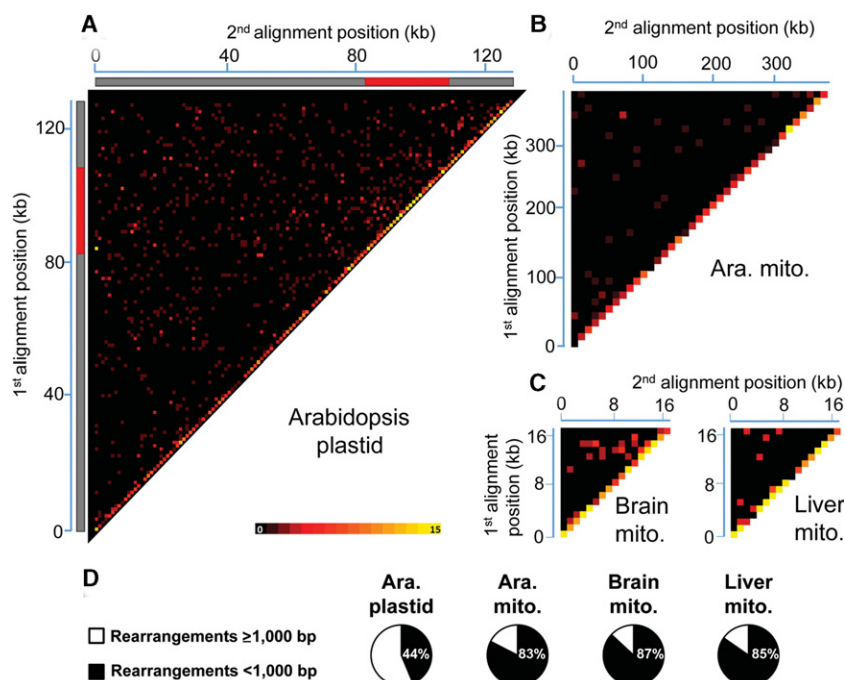 A
2nd alignment position (kb)
0 40 80 120
1st alignment position (kb)
120
80
40
0
Arabidopsis
plastid
0 15
B
2nd alignment position (kb)
0 100 200 300
1st alignment position (kb)
300
200
100
0
Ara. mito.
C
2nd alignment position (kb)
0 8 16
0 8 16
1st alignment
position (kb)
16
8
0
Brain
mito.
16
8
0
Liver
mito.
D
Rearrangements ≥1,000 bp
Rearrangements <1,000 bp
Ara.
plastid
44%
Ara.
mito.
83%
Brain
mito.
87%
Liver
mito.
85%